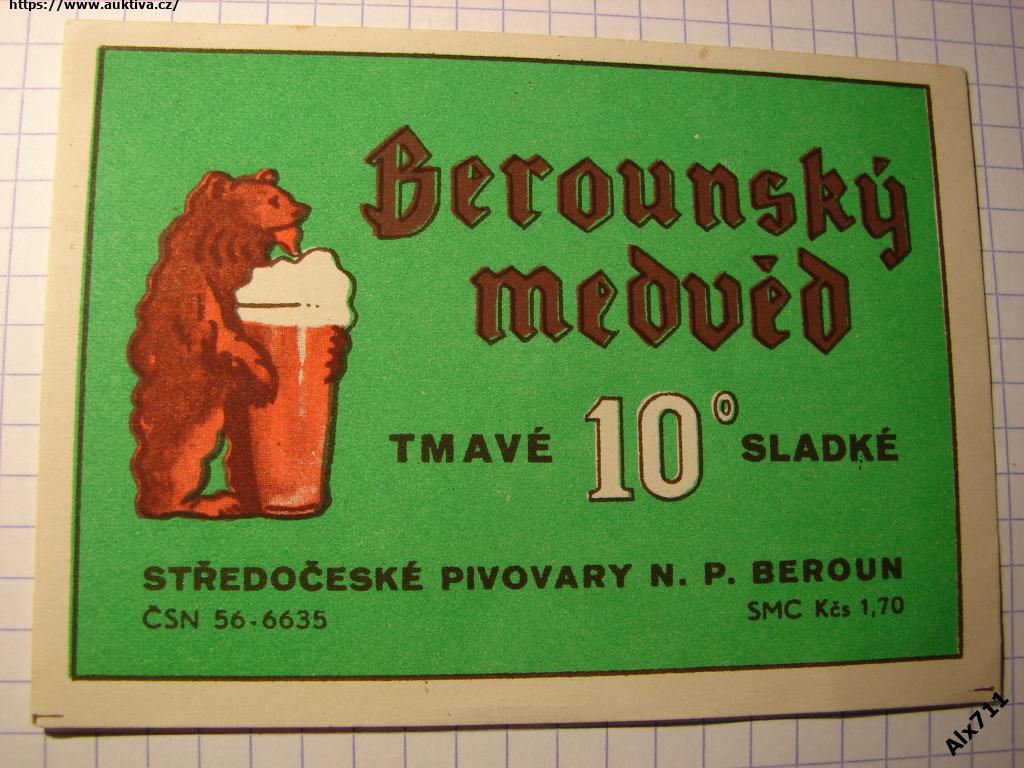 https://www.auktiva.cz/
Berounský
medvěd
TMAVÉ 10° SLADKÉ
STŘEDOČESKÉ PIVOVARY N. P. BEROUN
ČSN 56-6635
SMC Kčs 1,70
Alx711